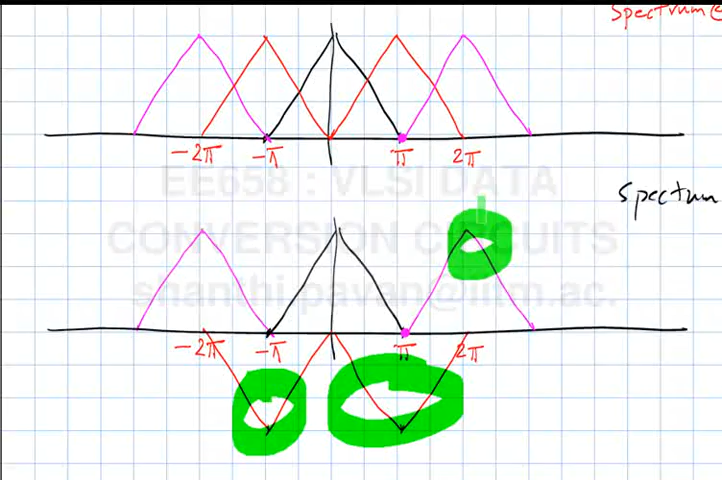 Spectrum
-2π -π π 2π
EE658 : VLSI DATA
Spectrum
CONVERSION CIRCUITS
shanthi.pavan@iitm.ac.
-2π -π π 2π